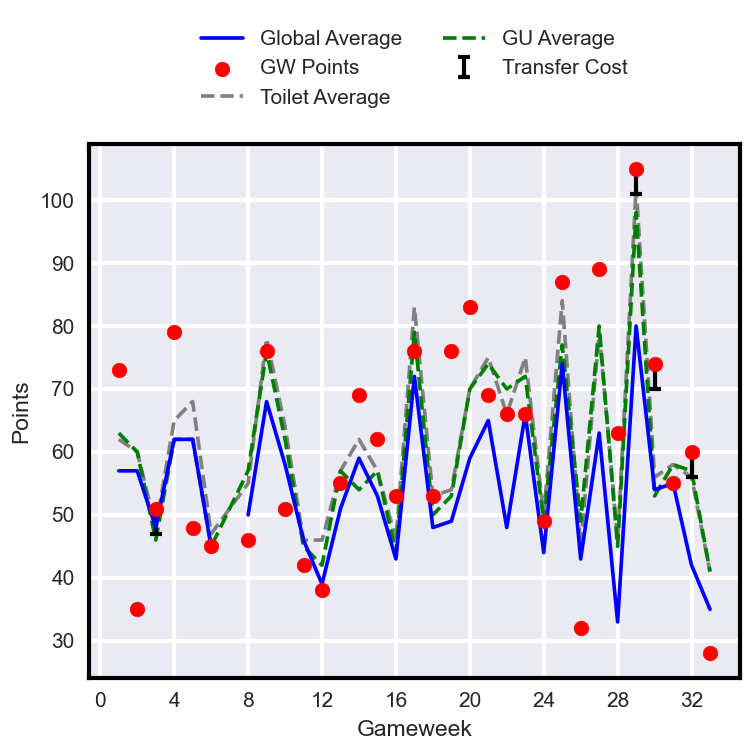 Global Average
GW Points
Toilet Average
GU Average
Transfer Cost
Points
100
90
80
70
60
50
40
30
0 4 8 12 16 20 24 28 32
Gameweek